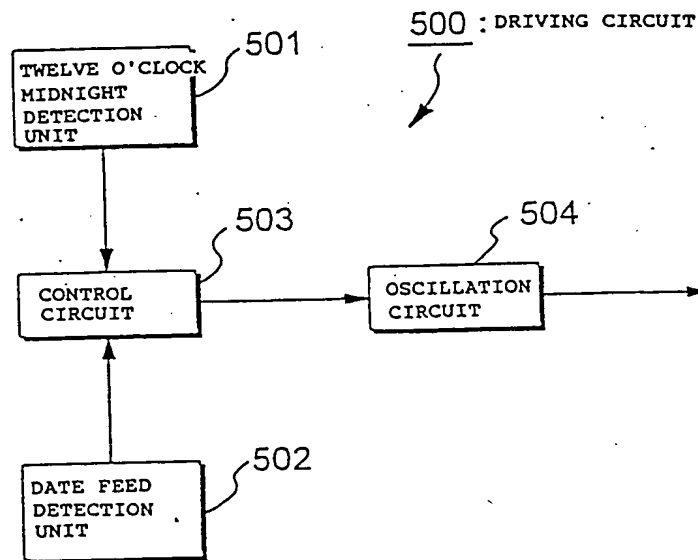 500 : DRIVING CIRCUIT
501
TWELVE O'CLOCK
MIDNIGHT
DETECTION
UNIT
503
504
CONTROL
CIRCUIT
OSCILLATION
CIRCUIT
502
DATE FEED
DETECTION
UNIT